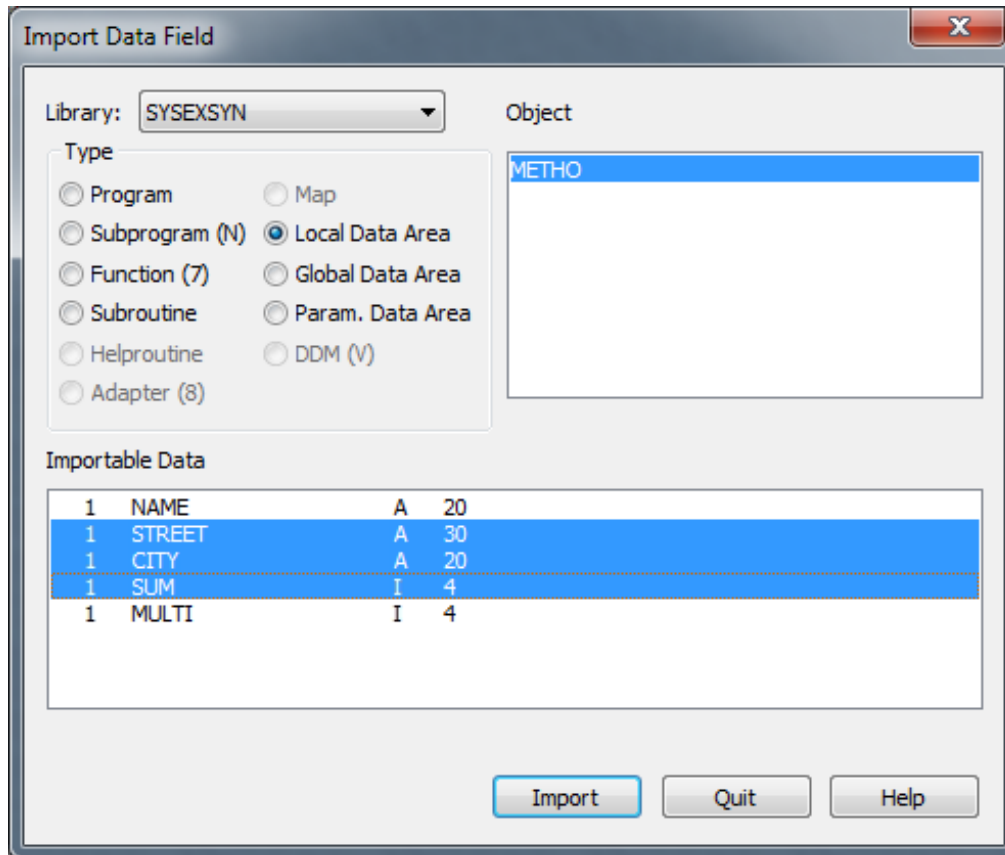 Import Data Field
Library: SYSEXSYN
Object
Type
Program Map
Subprogram (N) Local Data Area
Function (7) Global Data Area
Subroutine Param. Data Area
Helproutine DDM (V)
Adapter (8)
METHO
Importable Data
1 NAME A 20
1 STREET A 30
1 CITY A 20
1 SUM I 4
1 MULTI I 4
Import Quit Help